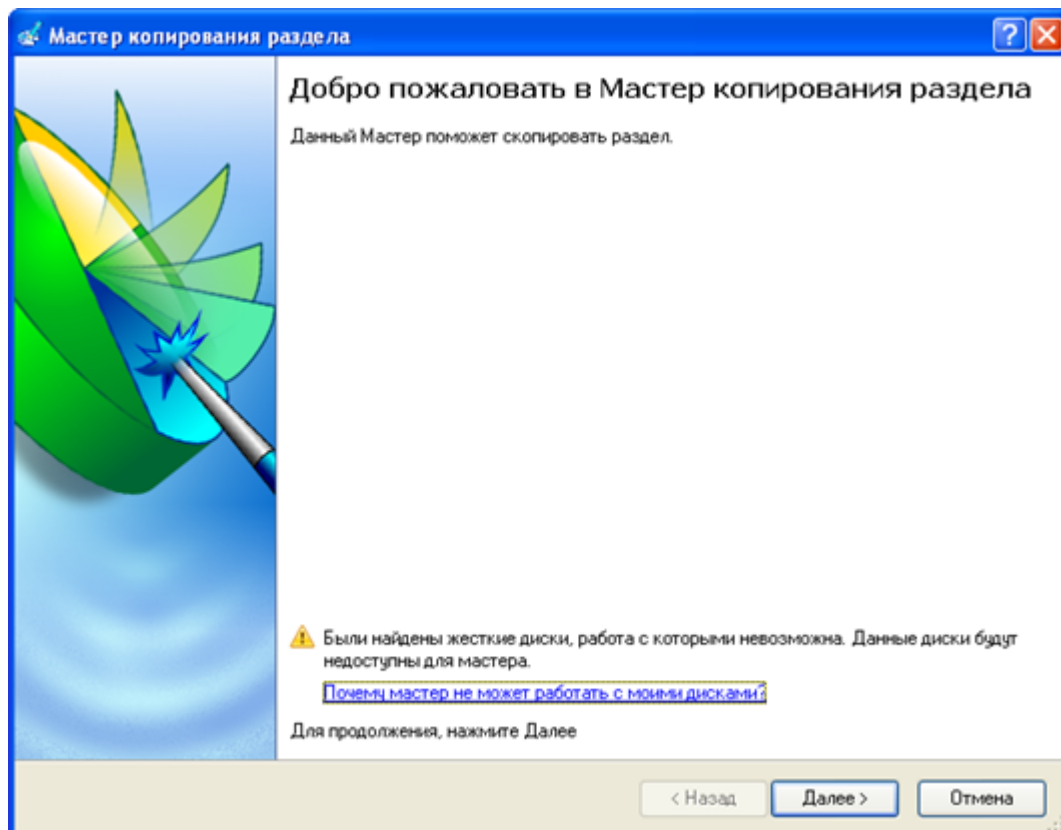 Мастер копирования раздела
Добро пожаловать в Мастер копирования раздела
Данный Мастер поможет скопировать раздел.
Были найдены жесткие диски, работа с которыми невозможна. Данные диски будут
недоступны для мастера.
Почему мастер не может работать с моими дисками?
Для продолжения, нажмите Далее
< Назад
Далее >
Отмена